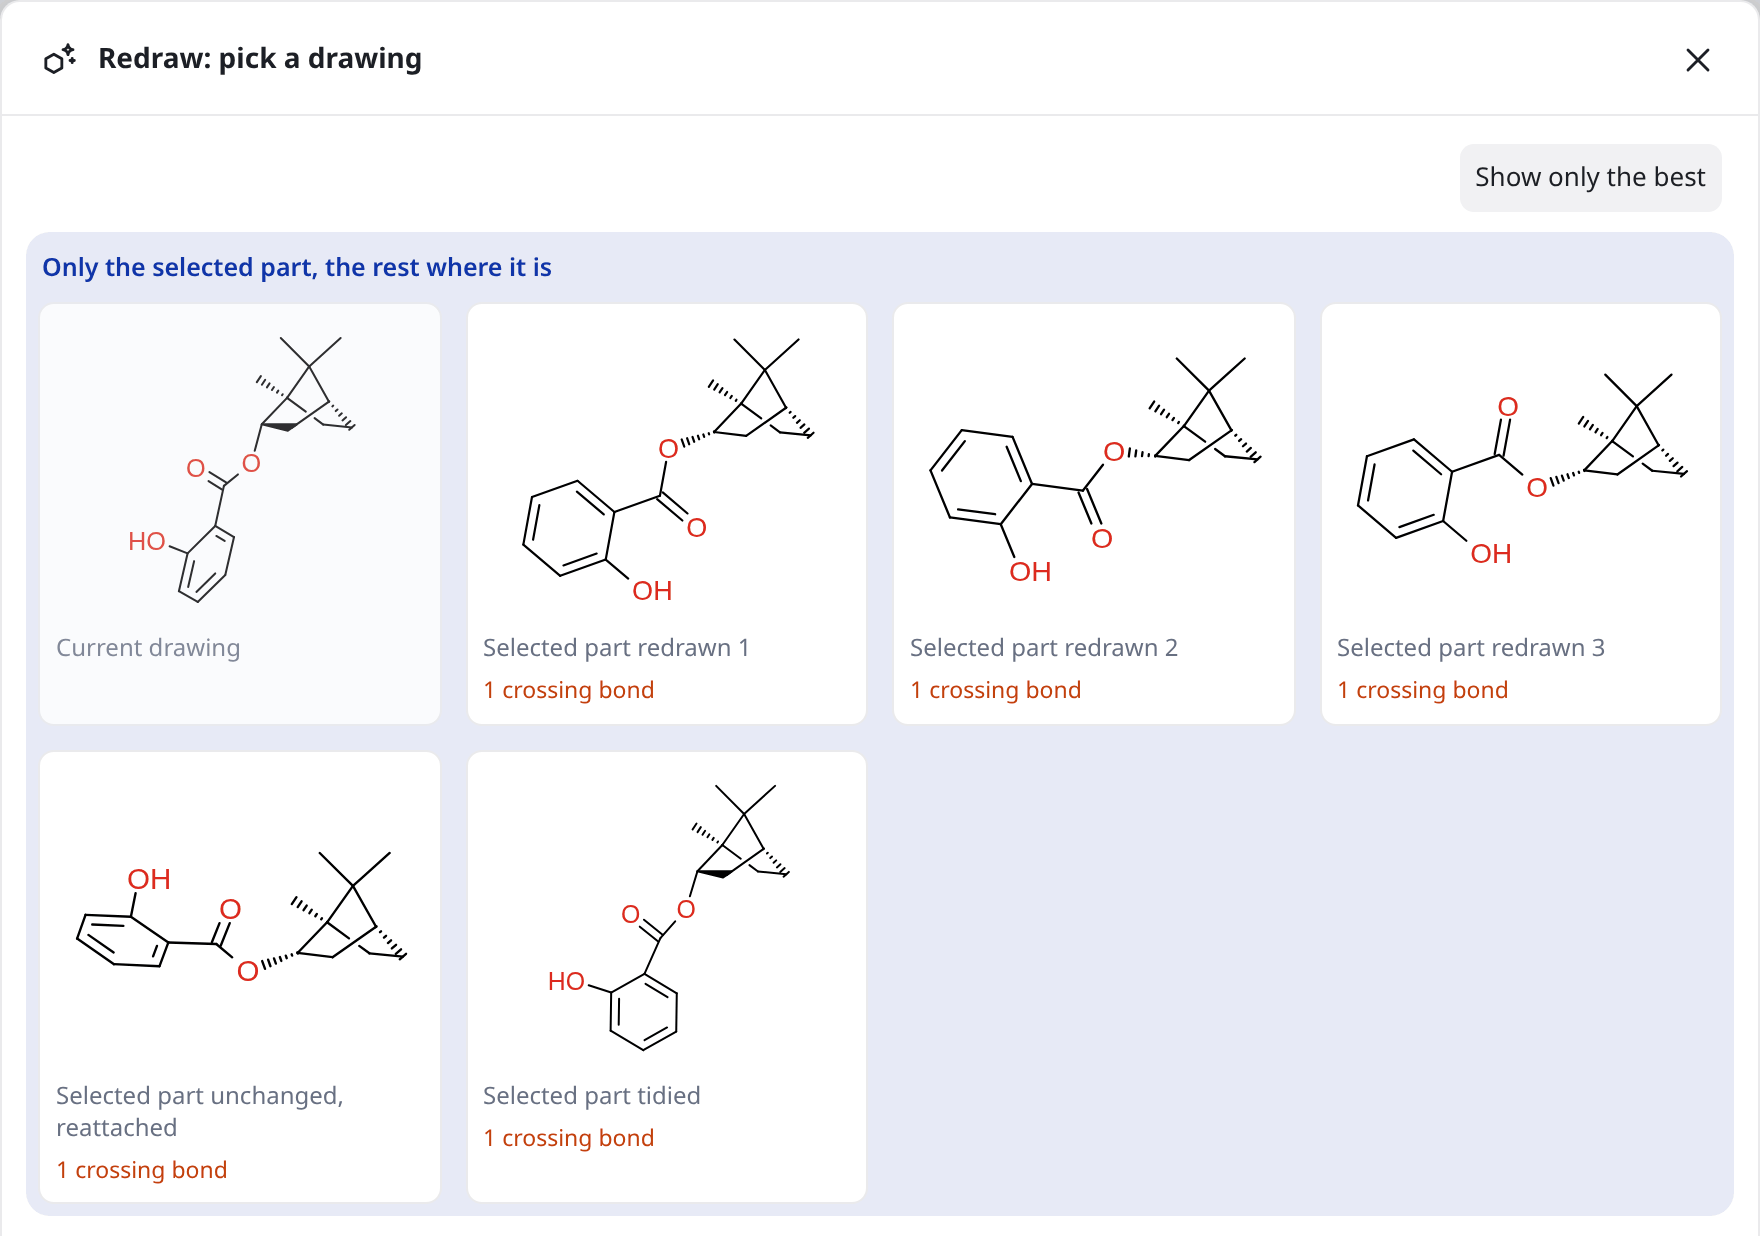 Redraw: pick a drawing
Show only the best
Only the selected part, the rest where it is
O
O
HO
Current drawing
O
O
OH
Selected part redrawn 1
1 crossing bond
O
O
OH
Selected part redrawn 2
1 crossing bond
O
O
OH
Selected part redrawn 3
1 crossing bond
OH
O
O
Selected part unchanged,
reattached
1 crossing bond
O
O
HO
Selected part tidied
1 crossing bond